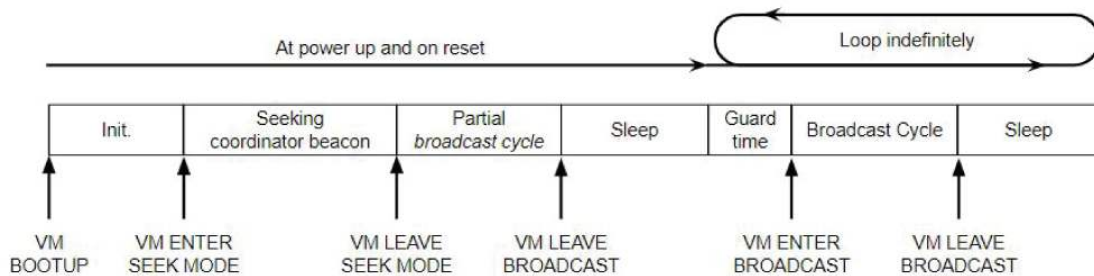 At power up and on reset
Loop indefinitely
Init.
Seeking
coordinator beacon
Partial
broadcast cycle
Sleep
Guard
time
Broadcast Cycle
Sleep
VM
BOOTUP
VM ENTER
SEEK MODE
VM LEAVE
SEEK MODE
VM LEAVE
BROADCAST
VM ENTER
BROADCAST
VM LEAVE
BROADCAST